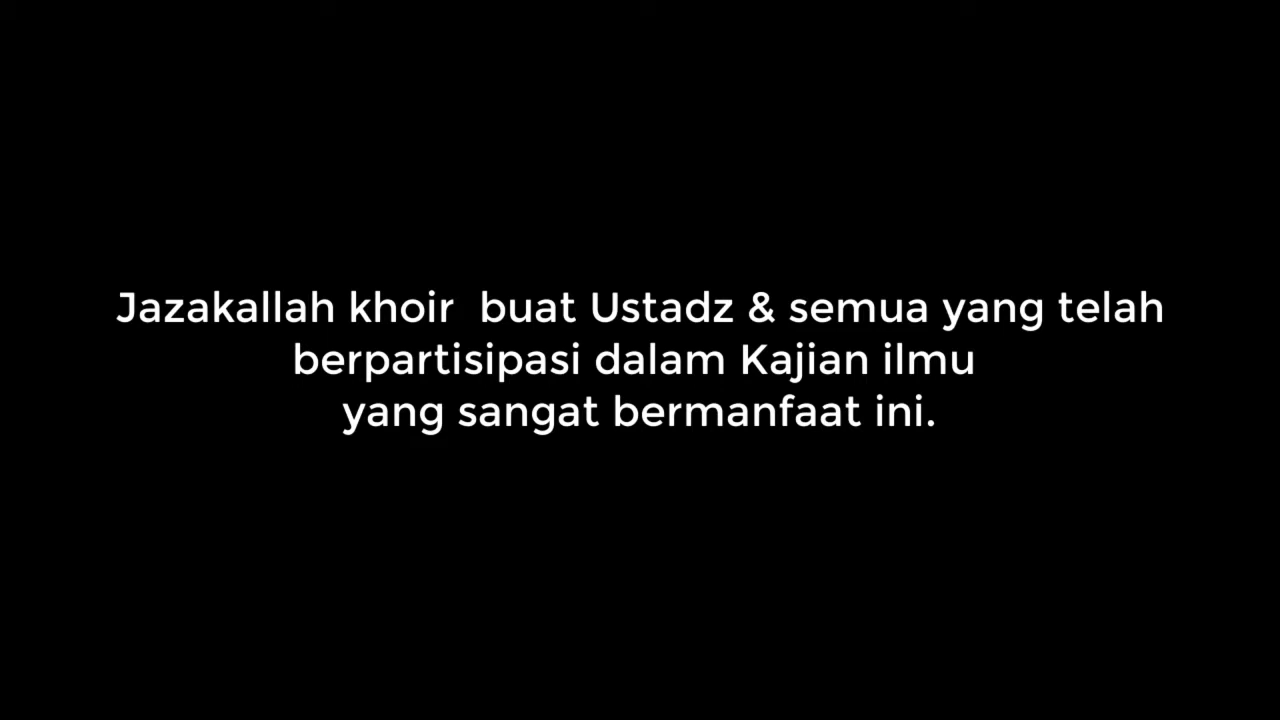 Jazakallah khoir  buat Ustadz & semua yang telah
berpartisipasi dalam Kajian ilmu
yang sangat bermanfaat ini.